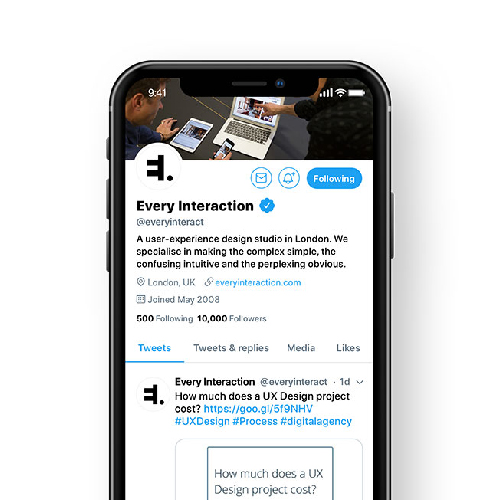 9:41
E.
Following
Every Interaction
@everyinteract
A user-experience design studio in London. We
specialise in making the complex simple, the
confusing intuitive and the perplexing obvious.
London, UK everyinteraction.com
Joined May 2008
500 Following 10,000 Followers
Tweets Tweets & replies Media Likes
Every Interaction @everyinteract · 1d
E.
How much does a UX Design project
cost? https://goo.gl/5f9NHV
#UXDesign #Process #digitalagency
How much does a UX
Design project cost?